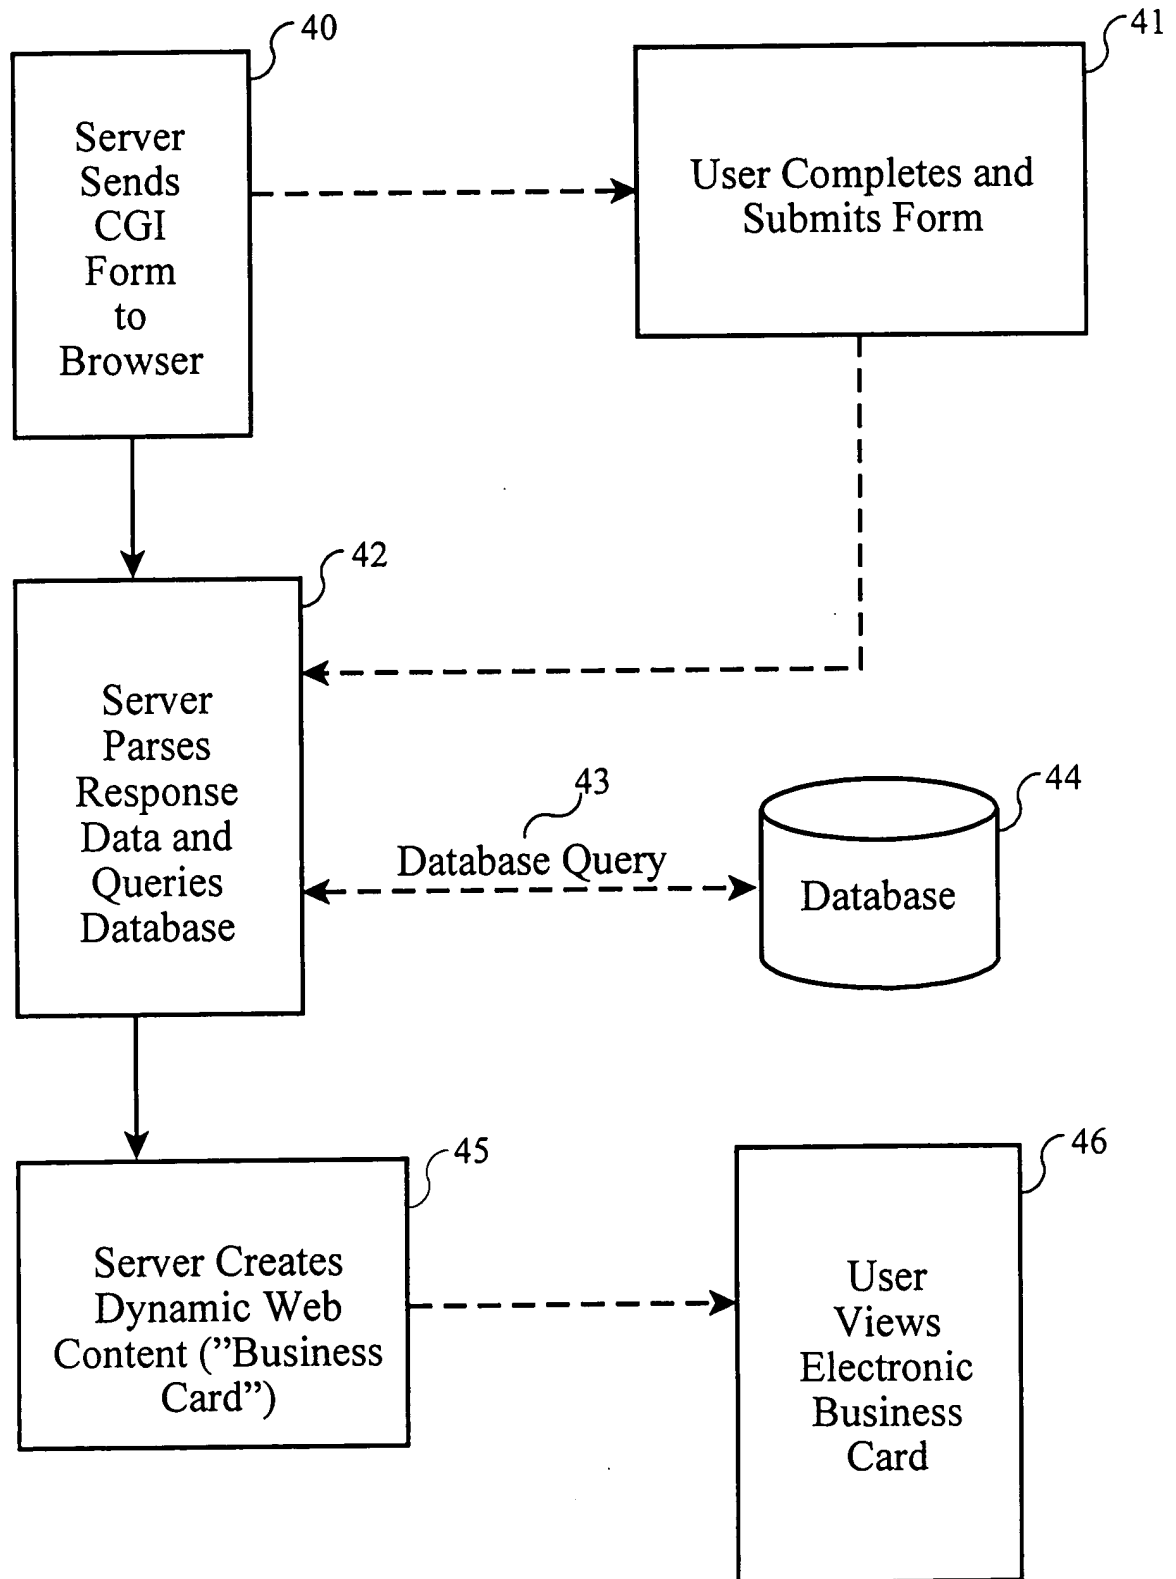 40
Server
Sends
CGI
Form
to
Browser
41
User Completes and
Submits Form
42
Server
Parses
Response
Data and
Queries
Database
43
Database Query
44
Database
45
Server Creates
Dynamic Web
Content (”Business
Card”)
46
User
Views
Electronic
Business
Card